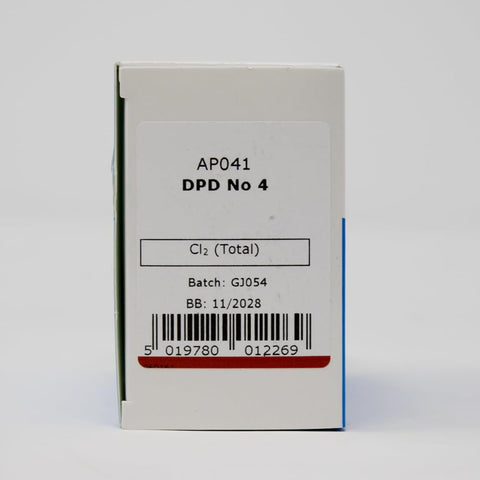 AP041
DPD No 4
Cl₂ (Total)
Batch: GJ054
BB: 11/2028
5 019780 012269